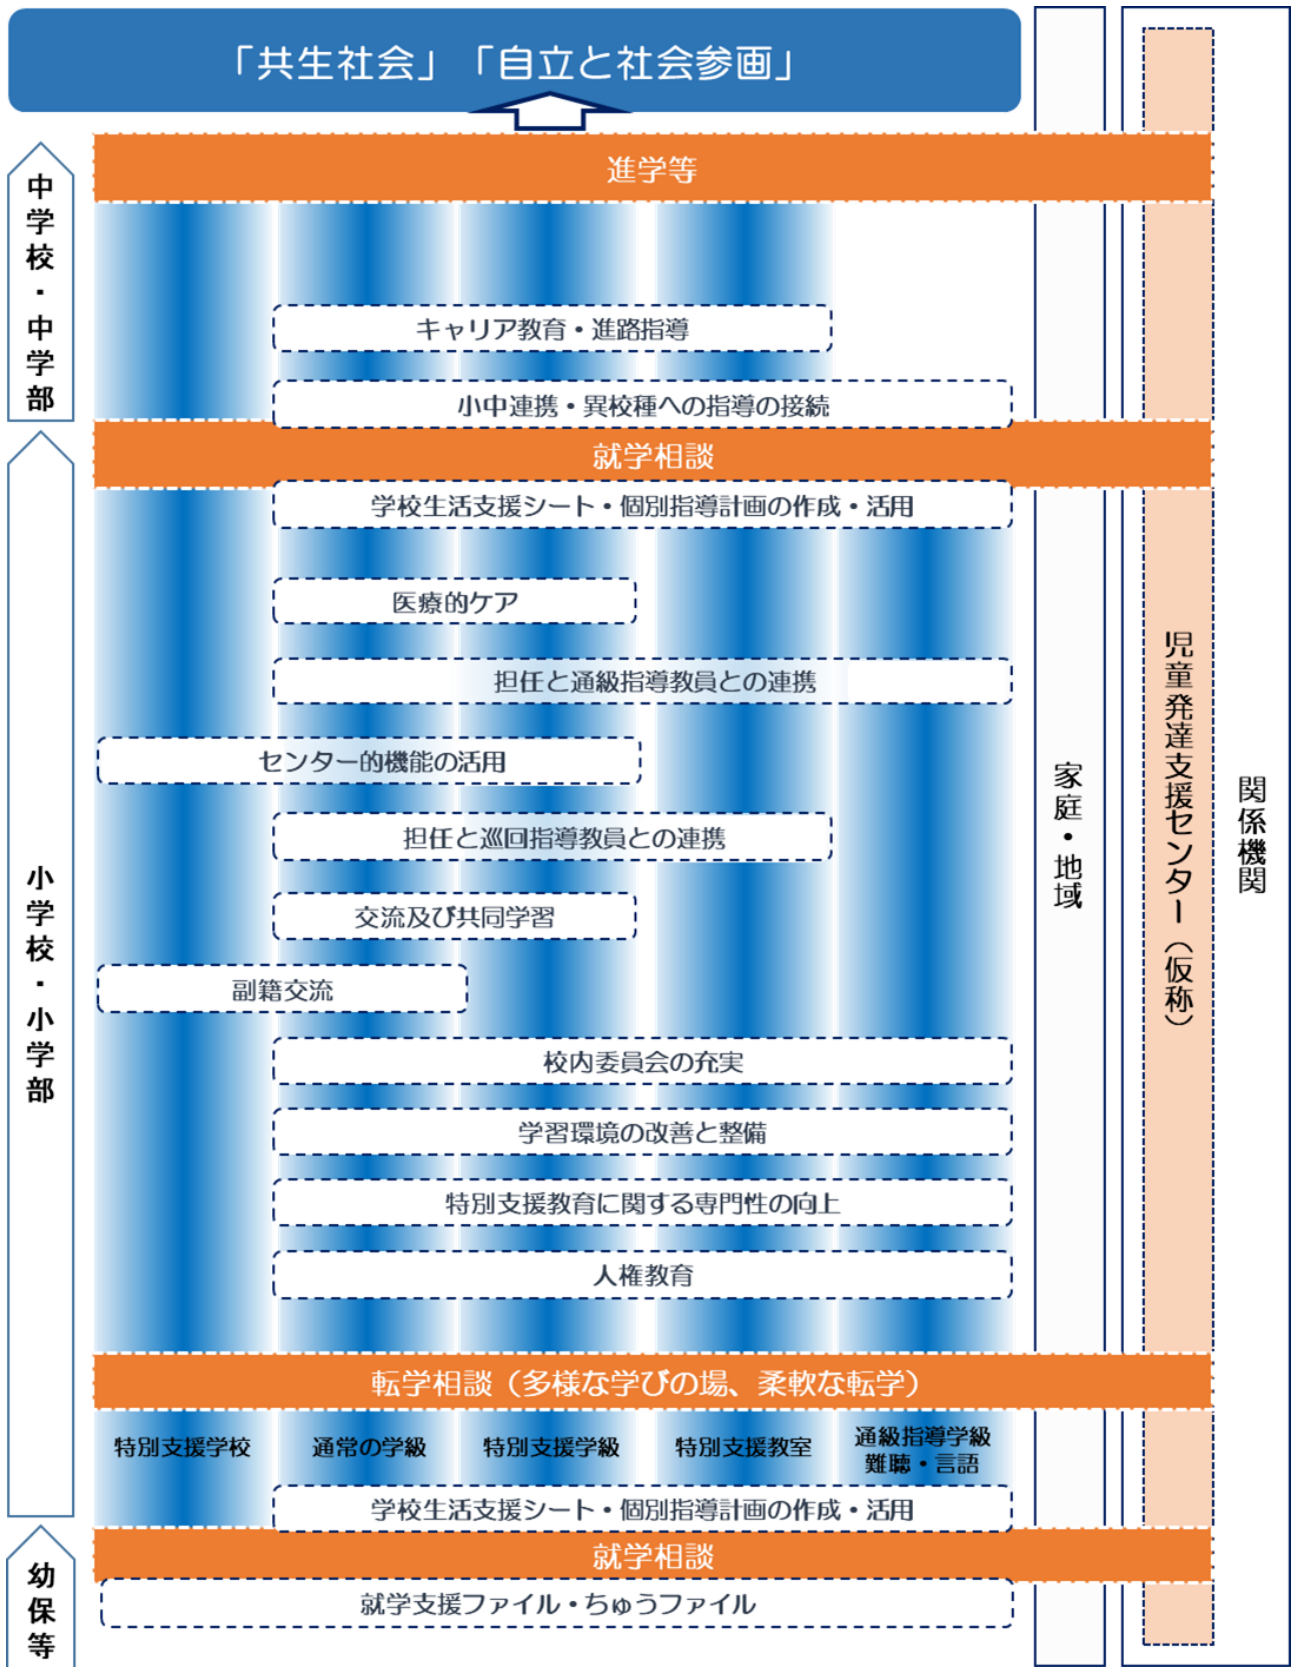 「共生社会」「自立と社会参画」
進学等
中学校・中学部
キャリア教育・進路指導
小中連携・異校種への指導の接続
就学相談
学校生活支援シート・個別指導計画の作成・活用
医療的ケア
担任と通級指導教員との連携
センター的機能の活用
担任と巡回指導教員との連携
交流及び共同学習
副籍交流
校内委員会の充実
学習環境の改善と整備
特別支援教育に関する専門性の向上
人権教育
小学校・小学部
転学相談（多様な学びの場、柔軟な転学）
特別支援学校
通常の学級
特別支援学級
特別支援教室
通級指導学級
難聴・言語
学校生活支援シート・個別指導計画の作成・活用
就学相談
就学支援ファイル・ちゅうファイル
幼保等
家庭・地域
児童発達支援センター（仮称）
関係機関